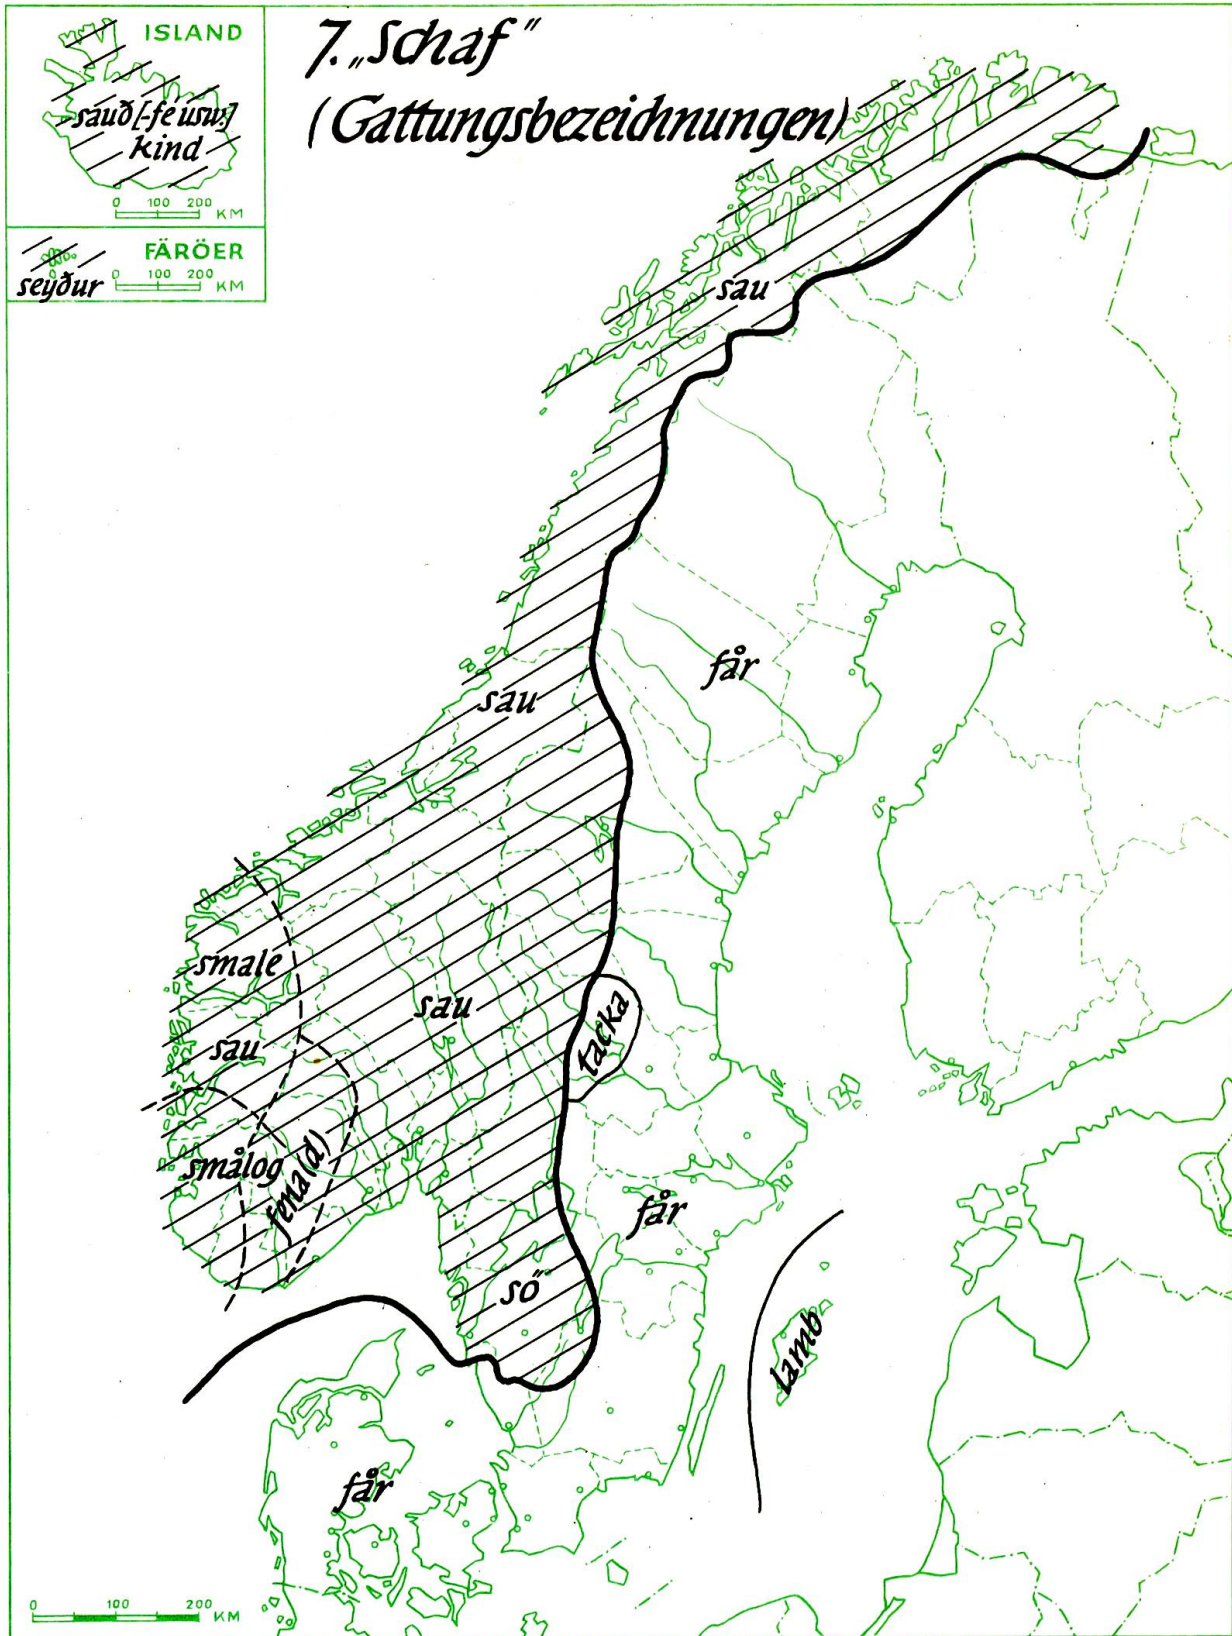 7. „Schaf"
(Gattungsbezeichnungen)
ISLAND
sauð[-fé usw.]
kind
0 100 200 KM
FÄRÖER
seyður
0 100 200 KM
sau
får
sau
smale
sau
sau
tacka
smålog
fena(d)
får
sö
lamb
får
0 100 200 KM